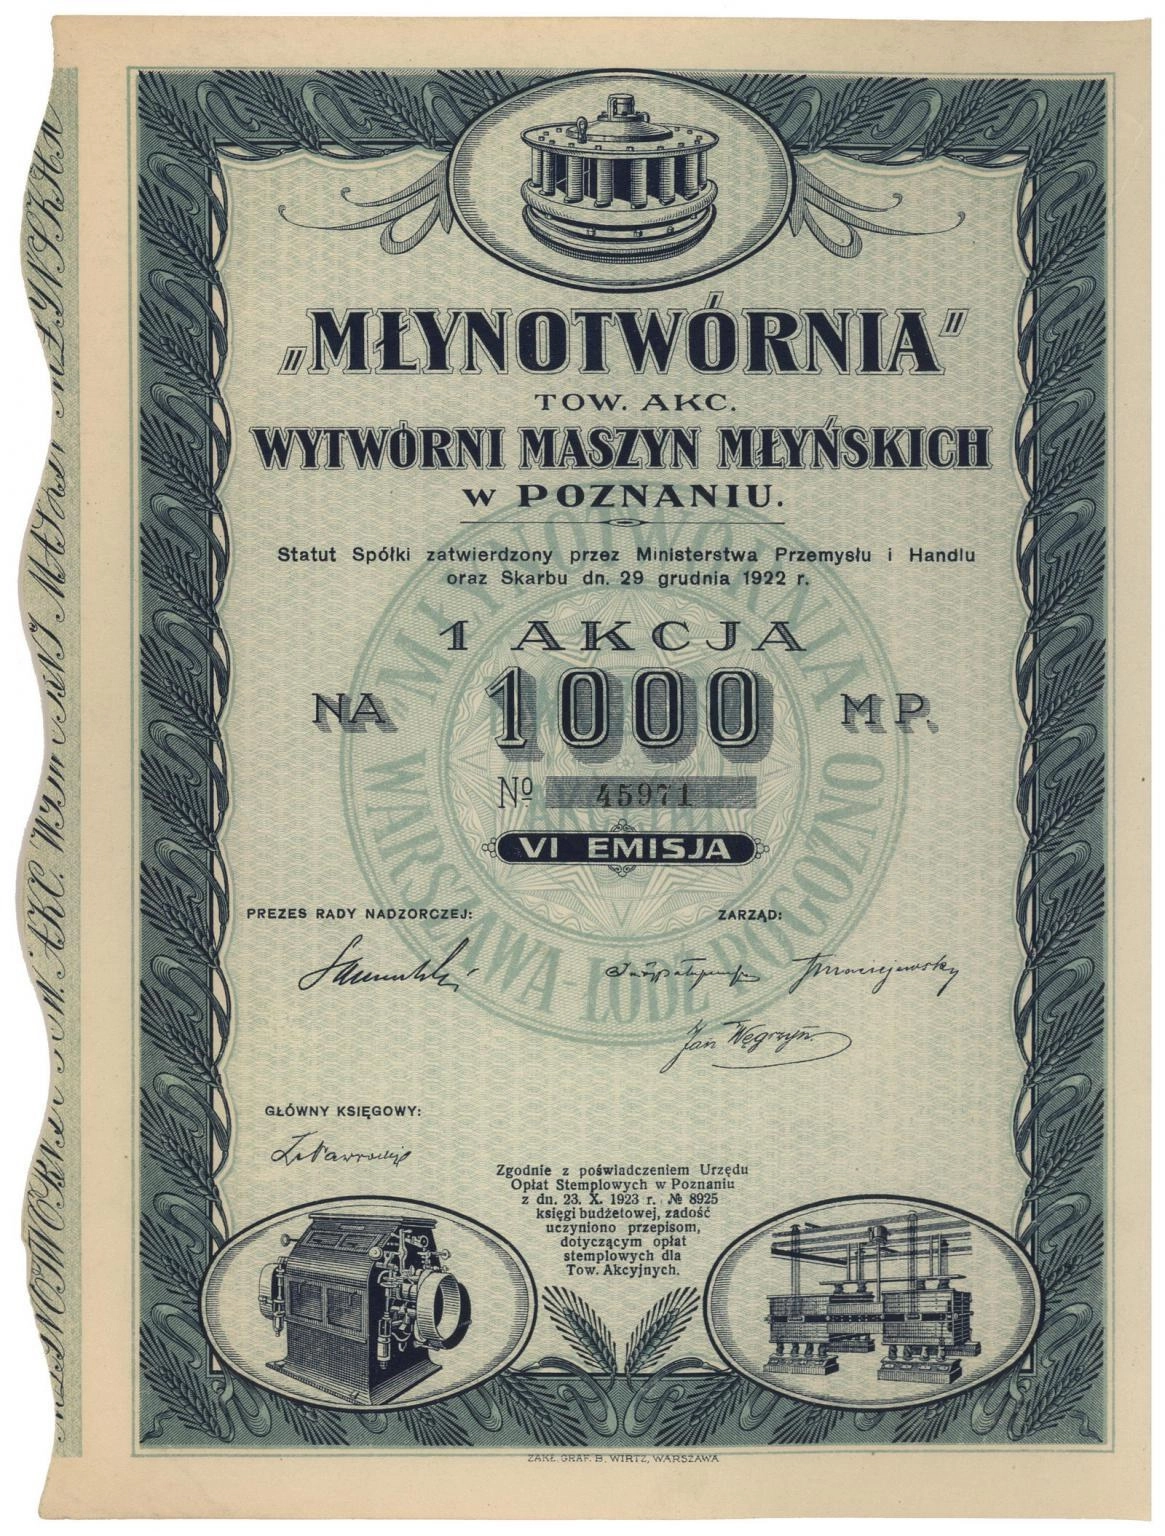 „MŁYNOTWÓRNIA”
TOW. AKC.
WYTWÓRNI MASZYN MŁYŃSKICH
W POZNANIU.
Statut Spółki zatwierdzony przez Ministerstwa Przemysłu i Handlu
oraz Skarbu dn. 29 grudnia 1922 r.
1 AKCJA
NA 1000 MP.
№ 45971
VI EMISJA
MŁYNOTWÓRNIA
WARSZAWA-ŁÓDŹ
PREZES RADY NADZORCZEJ:
ZARZĄD:
Jan Węgrzyn
GŁÓWNY KSIĘGOWY:
Zgodnie z poświadczeniem Urzędu
Opłat Stemplowych w Poznaniu
z dn. 23. X. 1923 r. № 8925
księgi budżetowej, zadość
uczyniono przepisom,
dotyczącym opłat
stemplowych dla
Tow. Akcyjnych.
ZAKŁ. GRAF. B. WIRTZ, WARSZAWA